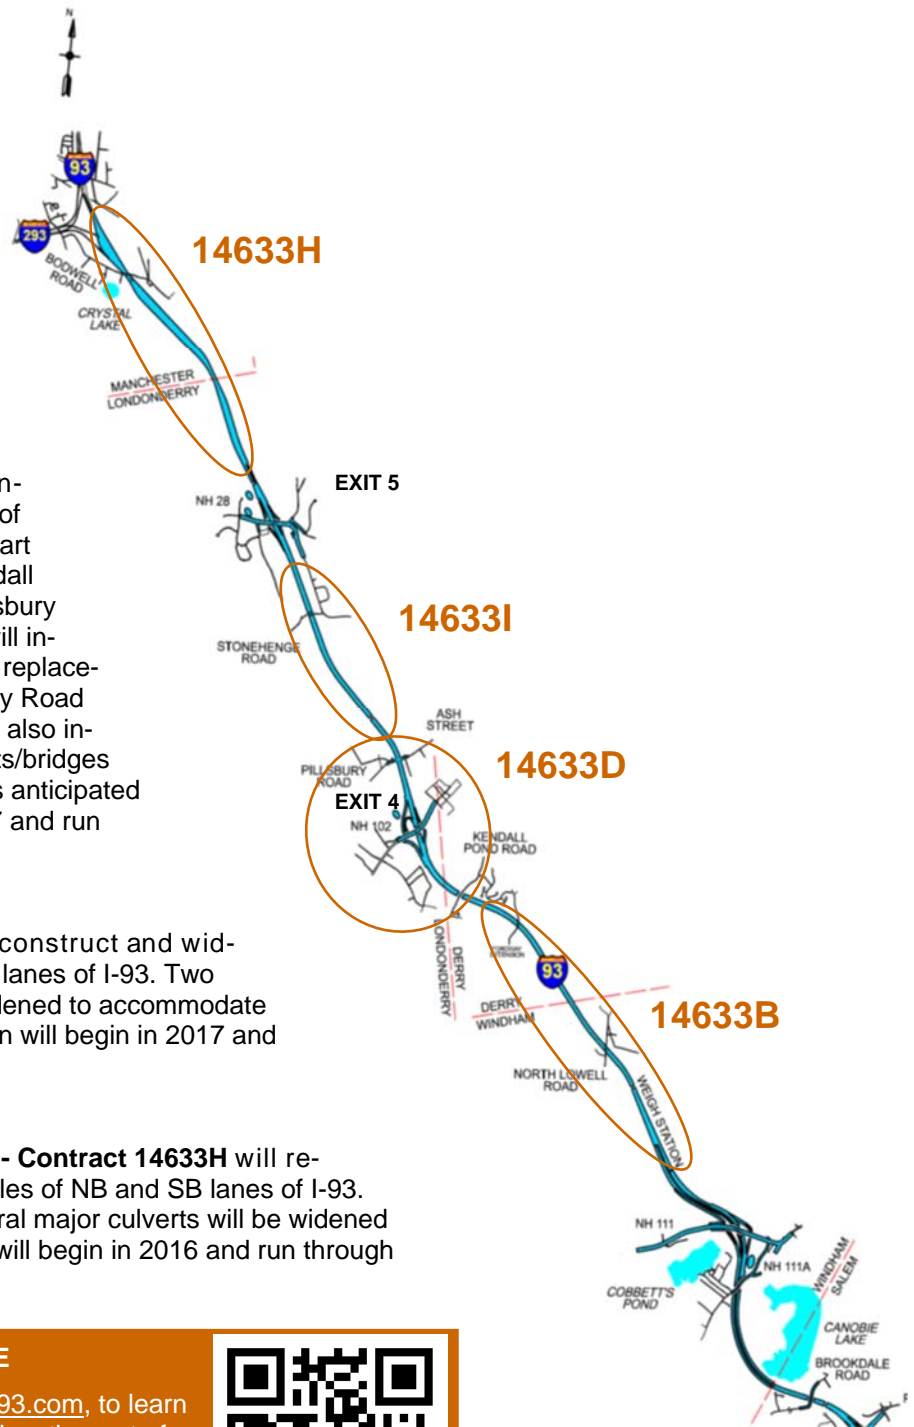 N
93
293
14633H
BODWELL
ROAD
CRYSTAL
LAKE
MANCHESTER
LONDONDERRY
EXIT 5
NH 28
14633I
STONEHENGE
ROAD
ASH
STREET
PILLSBURY
ROAD
14633D
EXIT 4
NH 102
KENDALL
POND ROAD
DERRY
LONDONDERRY
93
DERRY
WINDHAM
14633B
NORTH LOWELL
ROAD
WEIGH STATION
NH 111
NH 111A
COBBETT'S
POND
WINDHAM
SALEM
CANOBIE
LAKE
BROOKDALE
ROAD
n-
of
art
dall
sbury
ill in-
replace-
y Road
also in-
ts/bridges
s anticipated
7 and run
construct and wid-
lanes of I-93. Two
dened to accommodate
n will begin in 2017 and
- Contract 14633H will re-
les of NB and SB lanes of I-93.
ral major culverts will be widened
will begin in 2016 and run through
E
93.com, to learn